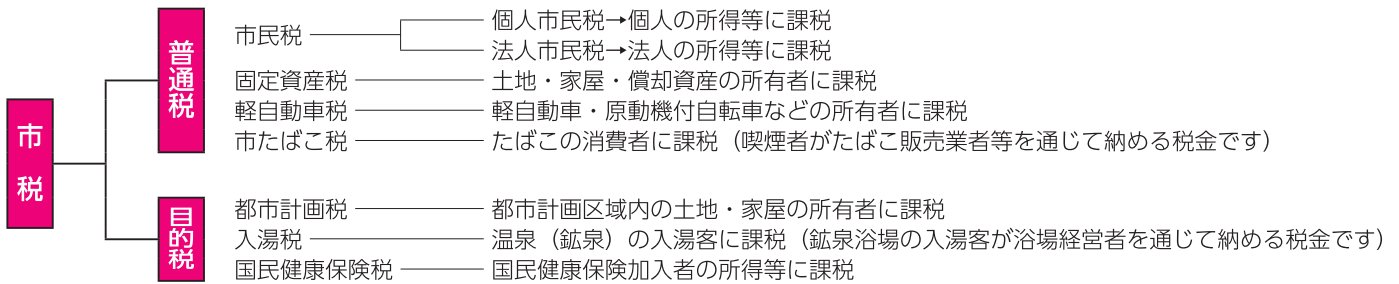 市税
普通税
市民税
個人市民税→個人の所得等に課税
法人市民税→法人の所得等に課税
固定資産税
土地・家屋・償却資産の所有者に課税
軽自動車税
軽自動車・原動機付自転車などの所有者に課税
市たばこ税
たばこの消費者に課税（喫煙者がたばこ販売業者等を通じて納める税金です）
目的税
都市計画税
都市計画区域内の土地・家屋の所有者に課税
入湯税
温泉（鉱泉）の入湯客に課税（鉱泉浴場の入湯客が浴場経営者を通じて納める税金です）
国民健康保険税
国民健康保険加入者の所得等に課税